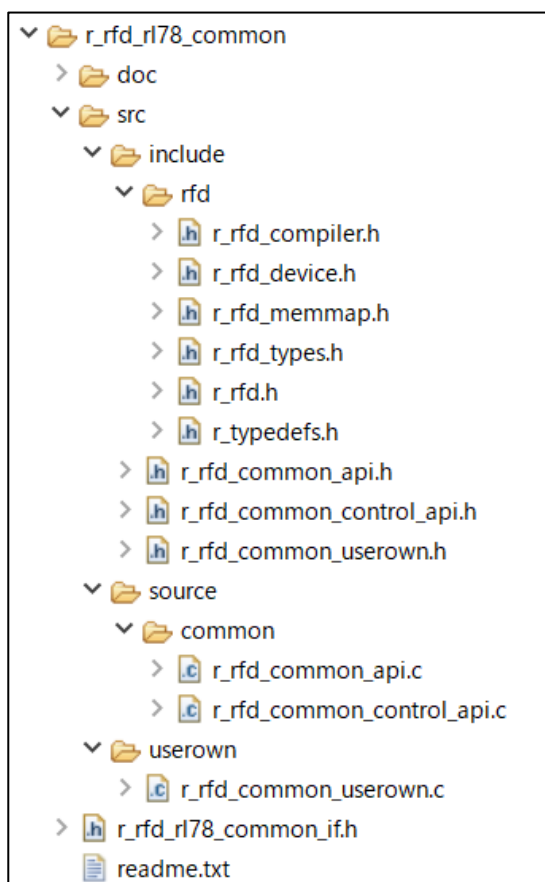 r_rfd_rl78_common
doc
src
include
rfd
r_rfd_compiler.h
r_rfd_device.h
r_rfd_memmap.h
r_rfd_types.h
r_rfd.h
r_typedefs.h
r_rfd_common_api.h
r_rfd_common_control_api.h
r_rfd_common_userown.h
source
common
r_rfd_common_api.c
r_rfd_common_control_api.c
userown
r_rfd_common_userown.c
r_rfd_rl78_common_if.h
readme.txt